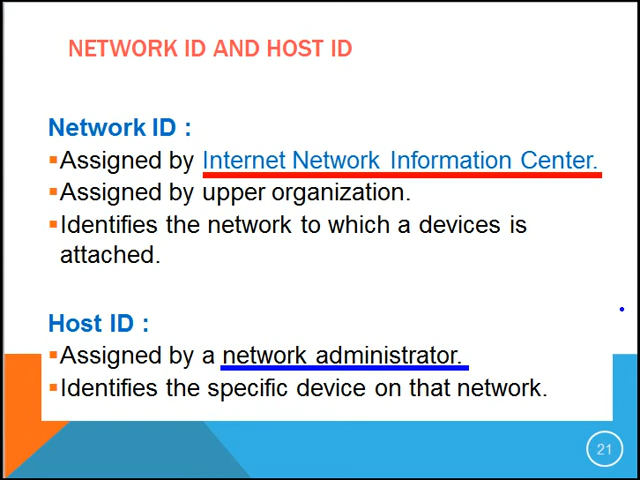 NETWORK ID AND HOST ID
Network ID :
Assigned by Internet Network Information Center.
Assigned by upper organization.
Identifies the network to which a devices is
attached.
Host ID :
Assigned by a network administrator.
Identifies the specific device on that network.
21